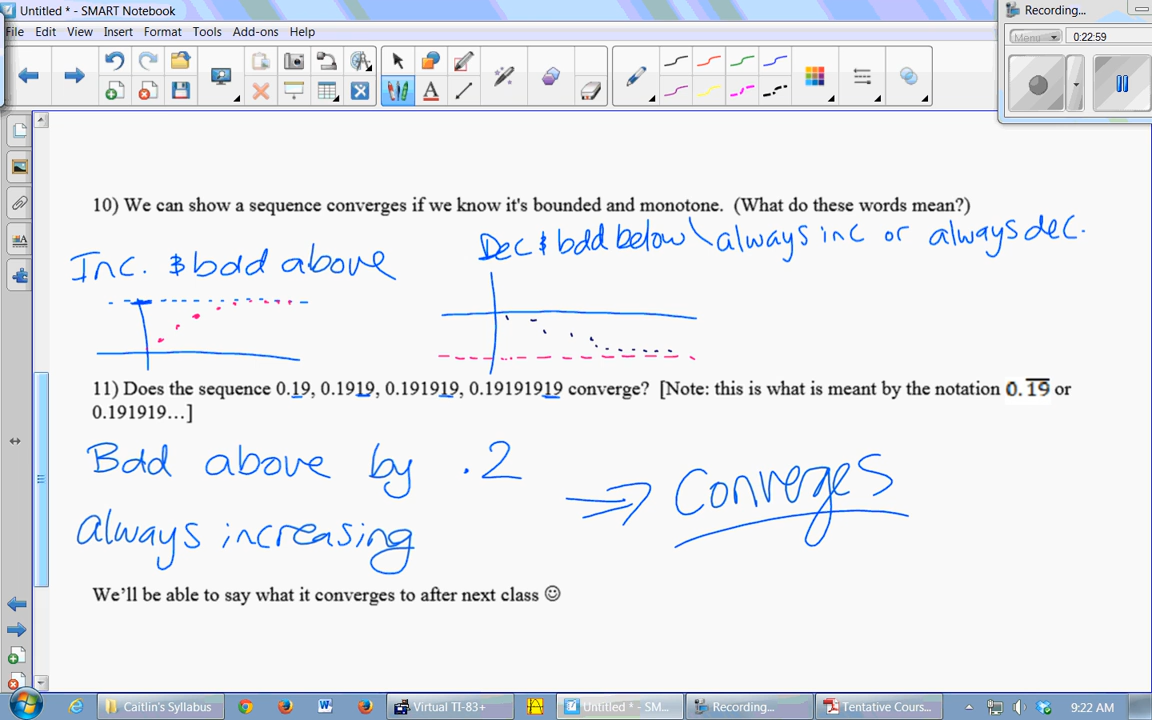 Untitled * - SMART Notebook
Recording...
File Edit View Insert Format Tools Add-ons Help
Menu
0:22:59
10) We can show a sequence converges if we know it's bounded and monotone. (What do these words mean?)
Dec & bdd below \ always inc or always dec.
Inc. & bdd above
11) Does the sequence 0.19, 0.1919, 0.191919, 0.19191919 converge? [Note: this is what is meant by the notation 0.1̅9̅ or
0.191919…]
Bdd above by .2
⇒ Converges
always increasing
We'll be able to say what it converges to after next class ☺
Caitlin's Syllabus
Virtual TI-83+
Untitled * - SM...
Recording...
Tentative Cours...
9:22 AM